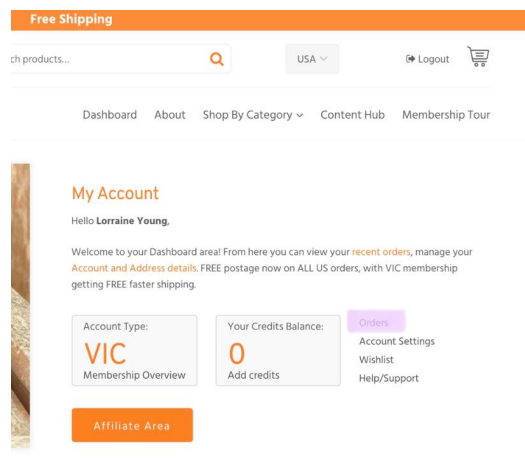 Free Shipping
ch products...
USA
Logout
Dashboard About Shop By Category Content Hub Membership Tour
My Account
Hello Lorraine Young,
Welcome to your Dashboard area! From here you can view your recent orders, manage your
Account and Address details. FREE postage now on ALL US orders, with VIC membership
getting FREE faster shipping.
Account Type:
VIC
Membership Overview
Your Credits Balance:
0
Add credits
Orders
Account Settings
Wishlist
Help/Support
Affiliate Area